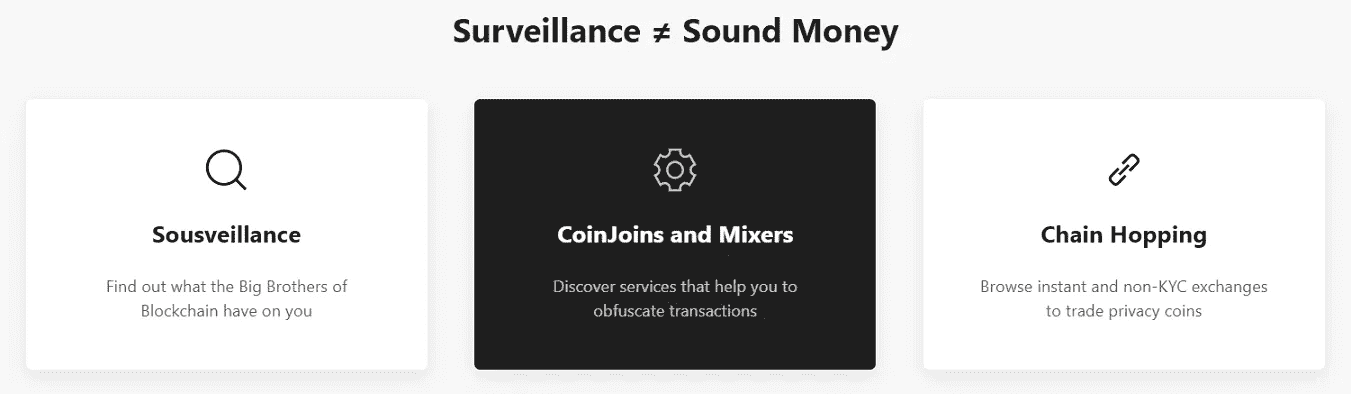 Surveillance ≠ Sound Money
Sousveillance
Find out what the Big Brothers of
Blockchain have on you
CoinJoins and Mixers
Discover services that help you to
obfuscate transactions
Chain Hopping
Browse instant and non-KYC exchanges
to trade privacy coins